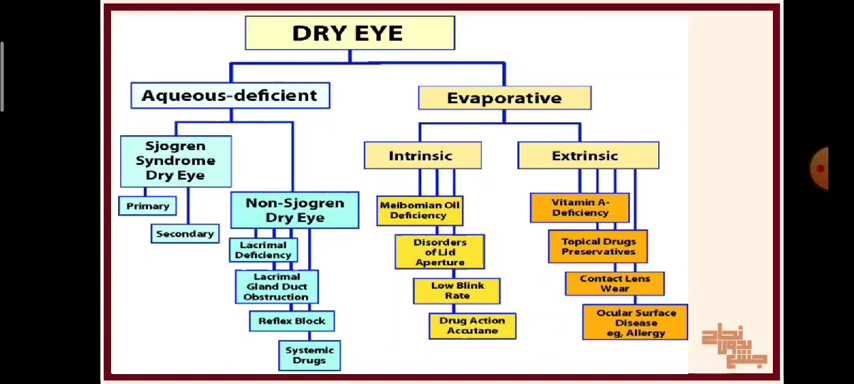 DRY EYE
Aqueous-deficient
Evaporative
Sjogren
Syndrome
Dry Eye
Primary
Secondary
Non-Sjogren
Dry Eye
Lacrimal
Deficiency
Lacrimal
Gland Duct
Obstruction
Reflex Block
Systemic
Drugs
Intrinsic
Meibomian Oil
Deficiency
Disorders
of Lid
Aperture
Low Blink
Rate
Drug Action
Accutane
Extrinsic
Vitamin A-
Deficiency
Topical Drugs
Preservatives
Contact Lens
Wear
Ocular Surface
Disease
eg, Allergy